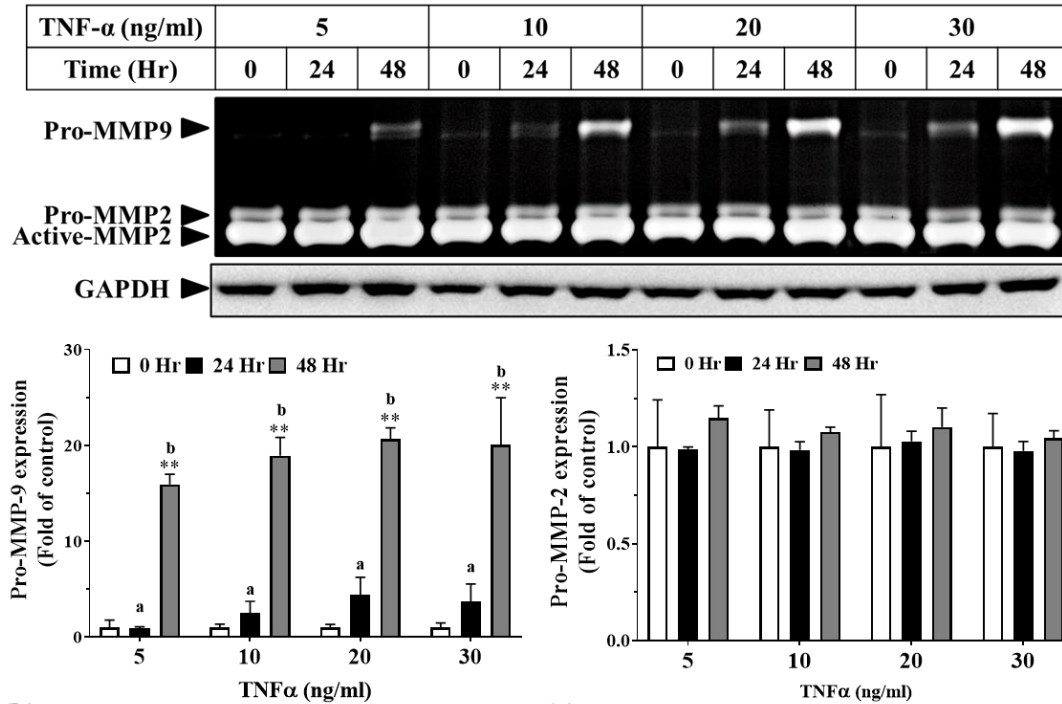 TNF-α (ng/ml) 5 10 20 30
Time (Hr) 0 24 48 0 24 48 0 24 48 0 24 48
Pro-MMP9
Pro-MMP2
Active-MMP2
GAPDH
30
20
10
0
Pro-MMP-9 expression
(Fold of control)
0 Hr 24 Hr 48 Hr
a b ** a b ** a b ** a b **
5 10 20 30
TNFα (ng/ml)
1.5
1.0
0.5
0.0
Pro-MMP-2 expression
(Fold of control)
0 Hr 24 Hr 48 Hr
5 10 20 30
TNFα (ng/ml)